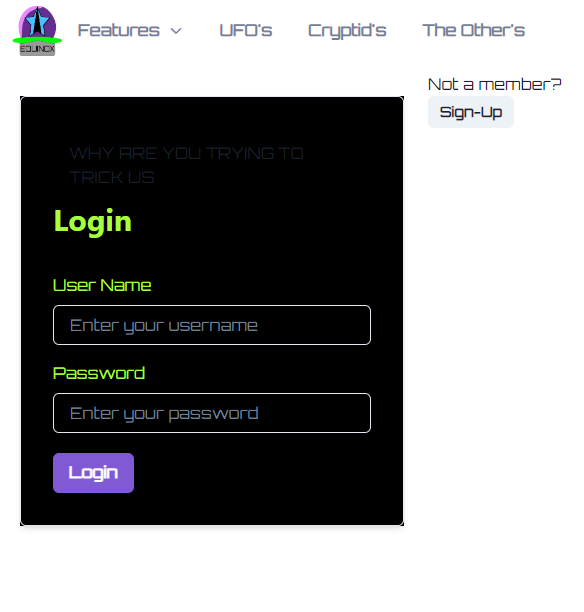 EQUINOX
Features
UFO's
Cryptid's
The Other's
Not a member?
Sign-Up
WHY ARE YOU TRYING TO
TRICK US
Login
User Name
Enter your username
Password
Enter your password
Login